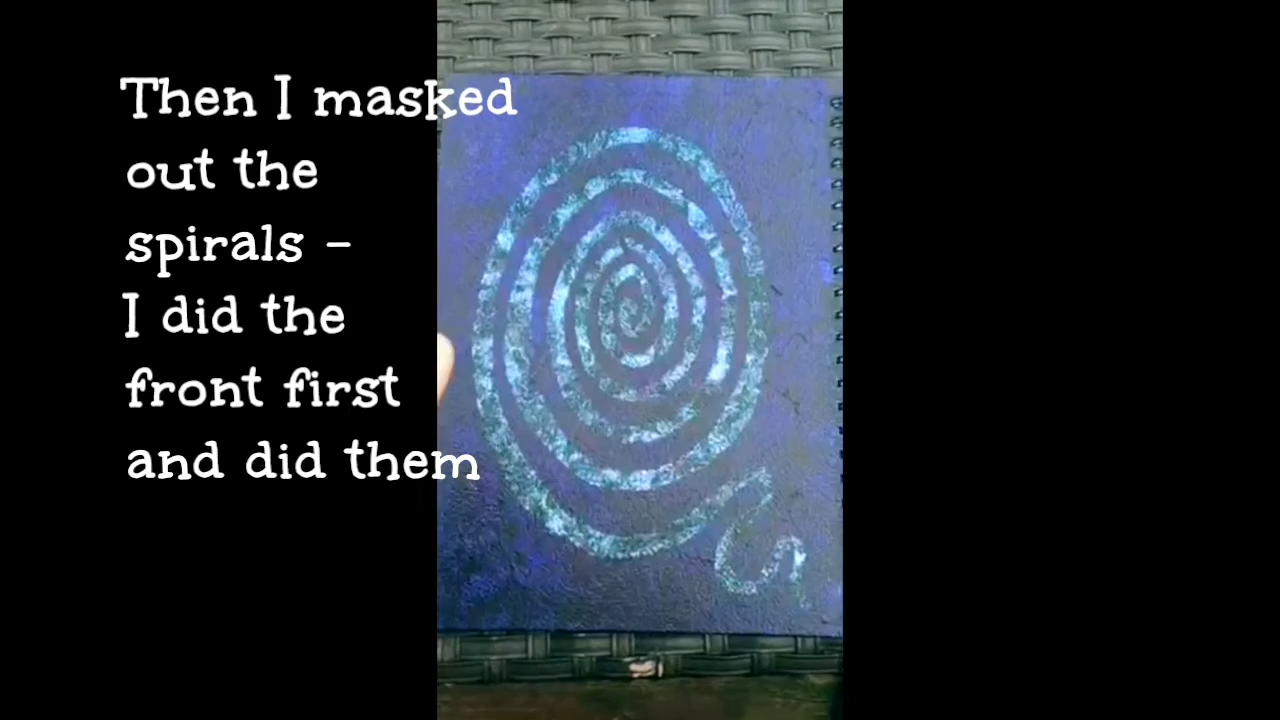 Then I masked
out the
spirals -
I did the
front first
and did them